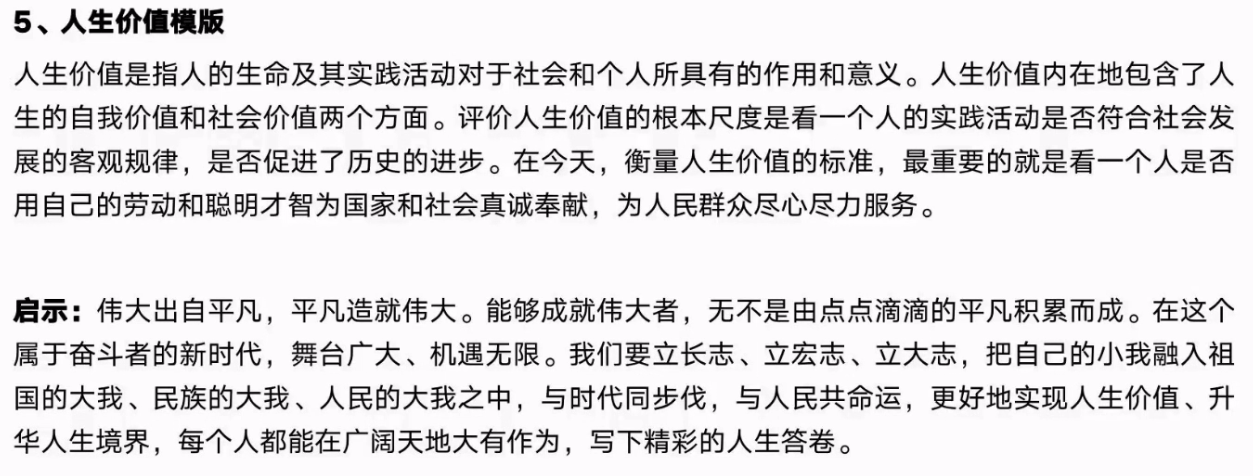 5、人生价值模版
人生价值是指人的生命及其实践活动对于社会和个人所具有的作用和意义。人生价值内在地包含了人
生的自我价值和社会价值两个方面。评价人生价值的根本尺度是看一个人的实践活动是否符合社会发
展的客观规律，是否促进了历史的进步。在今天，衡量人生价值的标准，最重要的就是看一个人是否
用自己的劳动和聪明才智为国家和社会真诚奉献，为人民群众尽心尽力服务。
启示：伟大出自平凡，平凡造就伟大。能够成就伟大者，无不是由点点滴滴的平凡积累而成。在这个
属于奋斗者的新时代，舞台广大、机遇无限。我们要立长志、立宏志、立大志，把自己的小我融入祖
国的大我、民族的大我、人民的大我之中，与时代同步伐，与人民共命运，更好地实现人生价值、升
华人生境界，每个人都能在广阔天地大有作为，写下精彩的人生答卷。